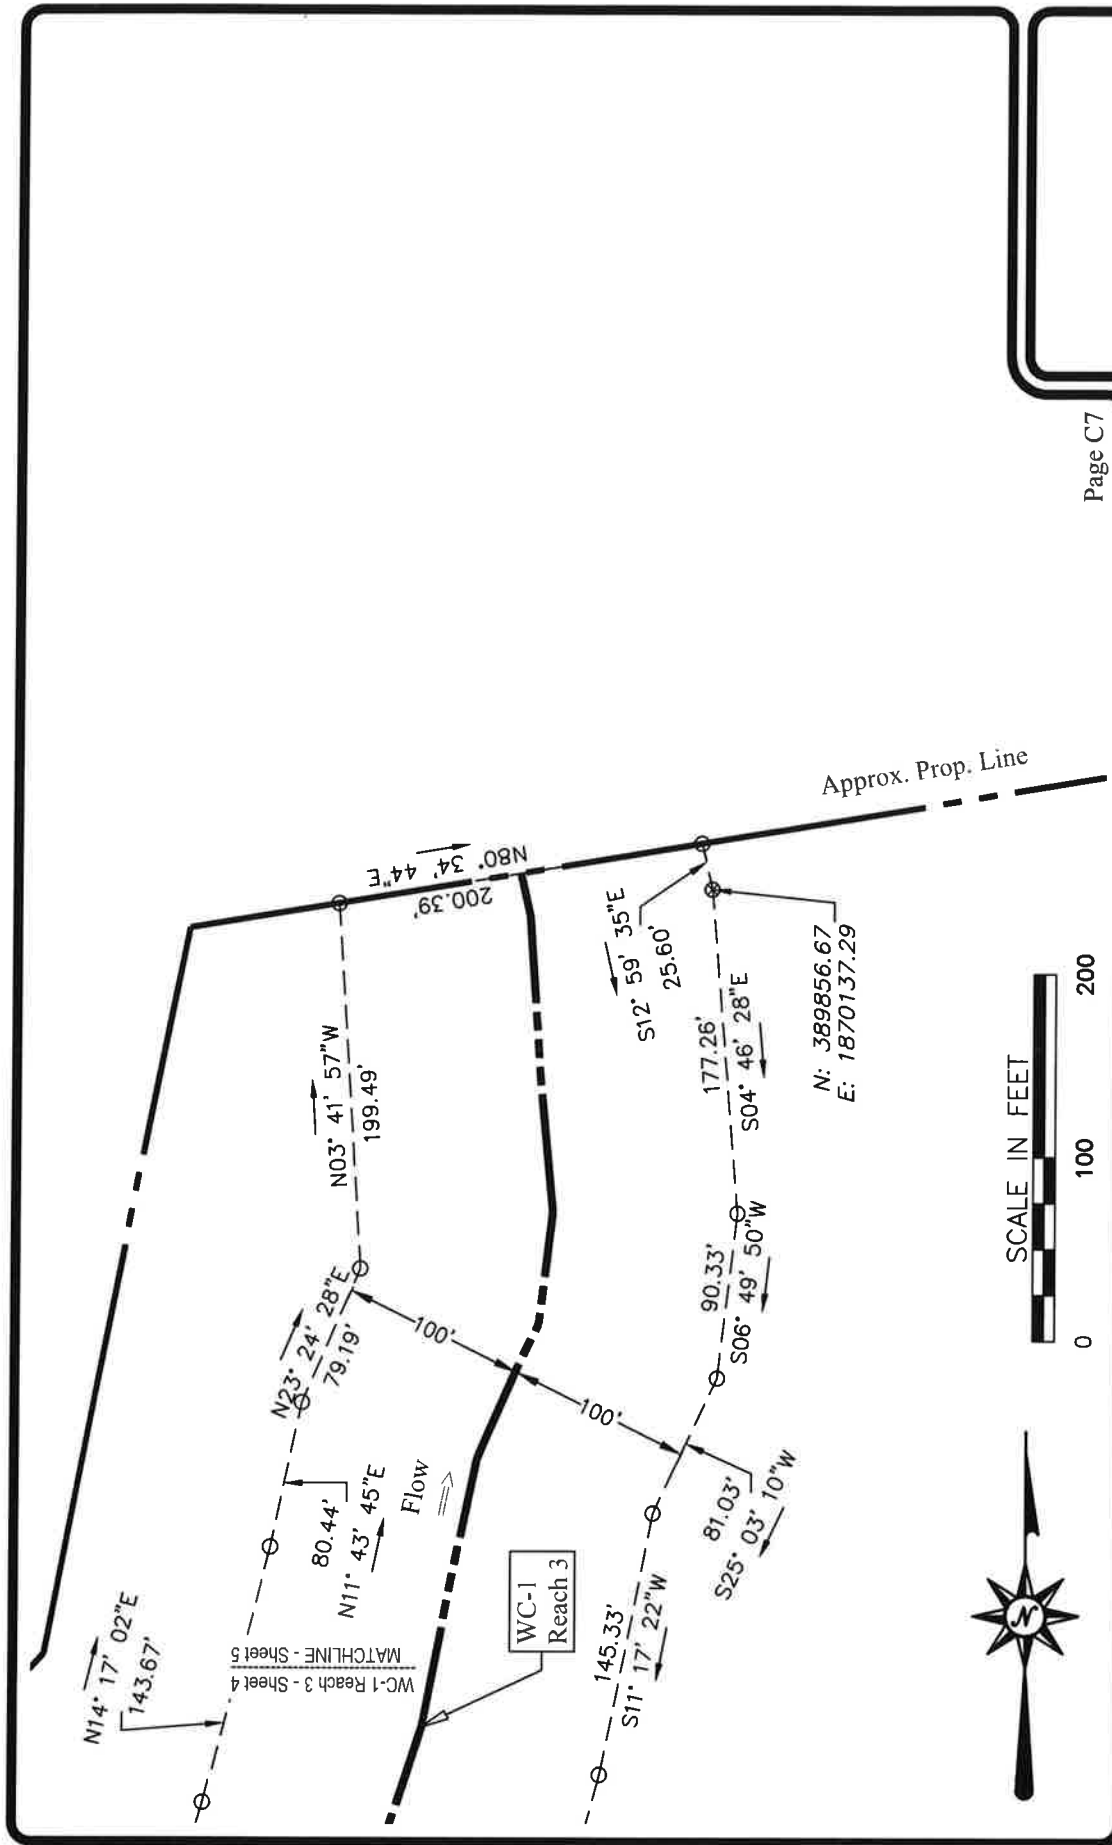 N14° 17' 02"E
143.67'
WC-1 Reach 3 - Sheet 4
MATCHLINE - Sheet 5
80.44'
N11° 43' 45"E
N23° 24' 28"E
79.19'
N03° 41' 57"W
199.49'
N80° 34' 44"E
200.39'
Flow
100'
100'
WC-1
Reach 3
145.33'
S11° 17' 22"W
81.03'
S25° 03' 10"W
90.33'
S06° 49' 50"W
177.26'
S04° 46' 28"E
S12° 59' 35"E
25.60'
N: 389856.67
E: 1870137.29
Approx. Prop. Line
N
SCALE IN FEET
0 100 200
Page C7